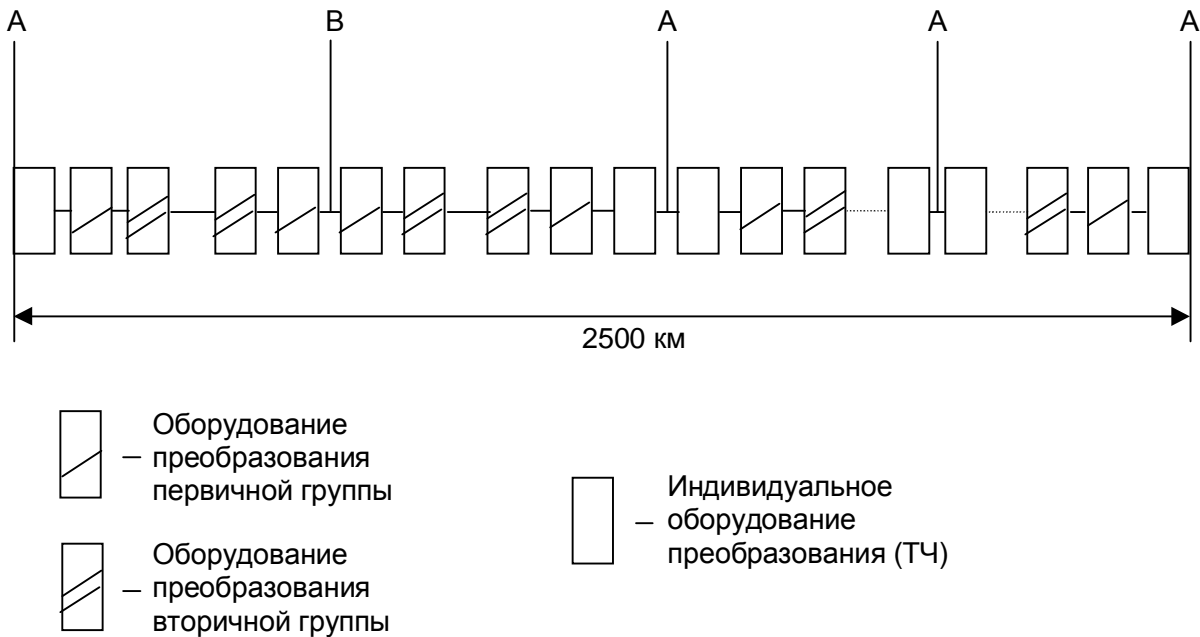 А В А А А
2500 км
Оборудование
– преобразования
первичной группы
Индивидуальное
– оборудование
преобразования (ТЧ)
Оборудование
– преобразования
вторичной группы